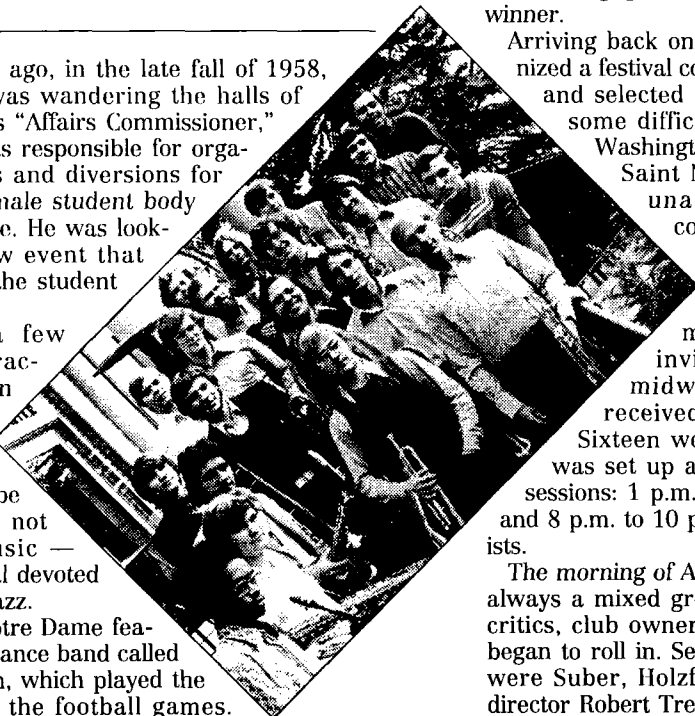 ago, in the late fall of 1958,
was wandering the halls of
s “Affairs Commissioner,”
s responsible for orga-
s and diversions for
male student body
e. He was look-
w event that
the student
a few
rac-
n
be
not
usic —
l devoted
azz.
otre Dame fea-
ance band called
n, which played the
the football games.
winner.
Arriving back on
nized a festival co
and selected
some diffic
Washingt
Saint M
una
co
m
invi
midw
received
Sixteen we
was set up a
sessions: 1 p.m.
and 8 p.m. to 10 p
ists.
The morning of A
always a mixed gr
critics, club owner
began to roll in. Se
were Suber, Holzf
director Robert Tre